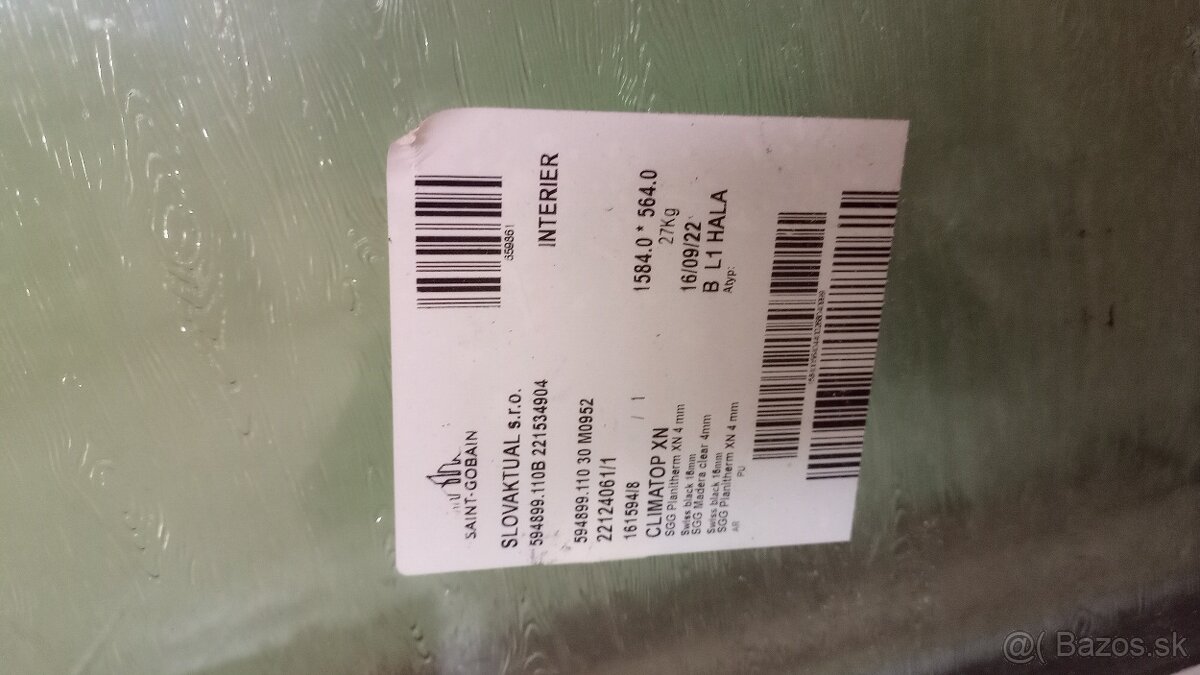 SAINT-GOBAIN
659861
SLOVAKTUAL s.r.o.
594899.110B 221534904
INTERIER
594899.110 30 M0952
22124061/1
161594/8 / 1
1584.0 * 564.0
CLIMATOP XN
27Kg
SGG Planitherm XN 4 mm
Swiss black 16mm
16/09/22
SGG Madera clear 4mm
B L1 HALA
Swiss black 16mm
SGG Planitherm XN 4 mm
Atyp:
AR PU
@( Bazos.sk